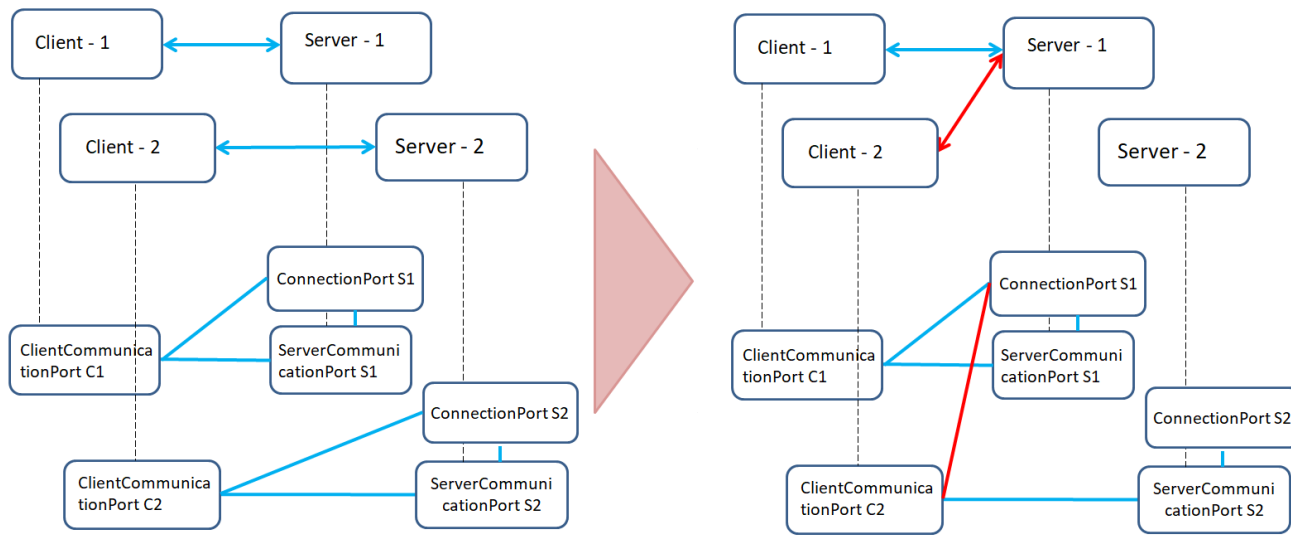 Client - 1
Server - 1
Client - 2
Server - 2
ConnectionPort S1
ClientCommunica
tionPort C1
ServerCommuni
cationPort S1
ConnectionPort S2
ClientCommunica
tionPort C2
ServerCommuni
cationPort S2
Client - 1
Server - 1
Client - 2
Server - 2
ConnectionPort S1
ClientCommunica
tionPort C1
ServerCommuni
cationPort S1
ConnectionPort S2
ClientCommunica
tionPort C2
ServerCommuni
cationPort S2